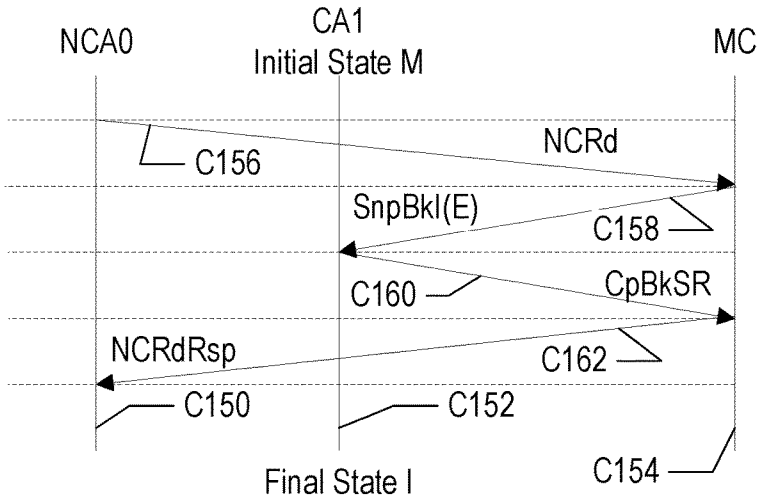 NCA0
CA1
Initial State M
MC
NCRd
C156
SnpBkI(E)
C158
C160
CpBkSR
NCRdRsp
C162
C150
C152
C154
Final State I